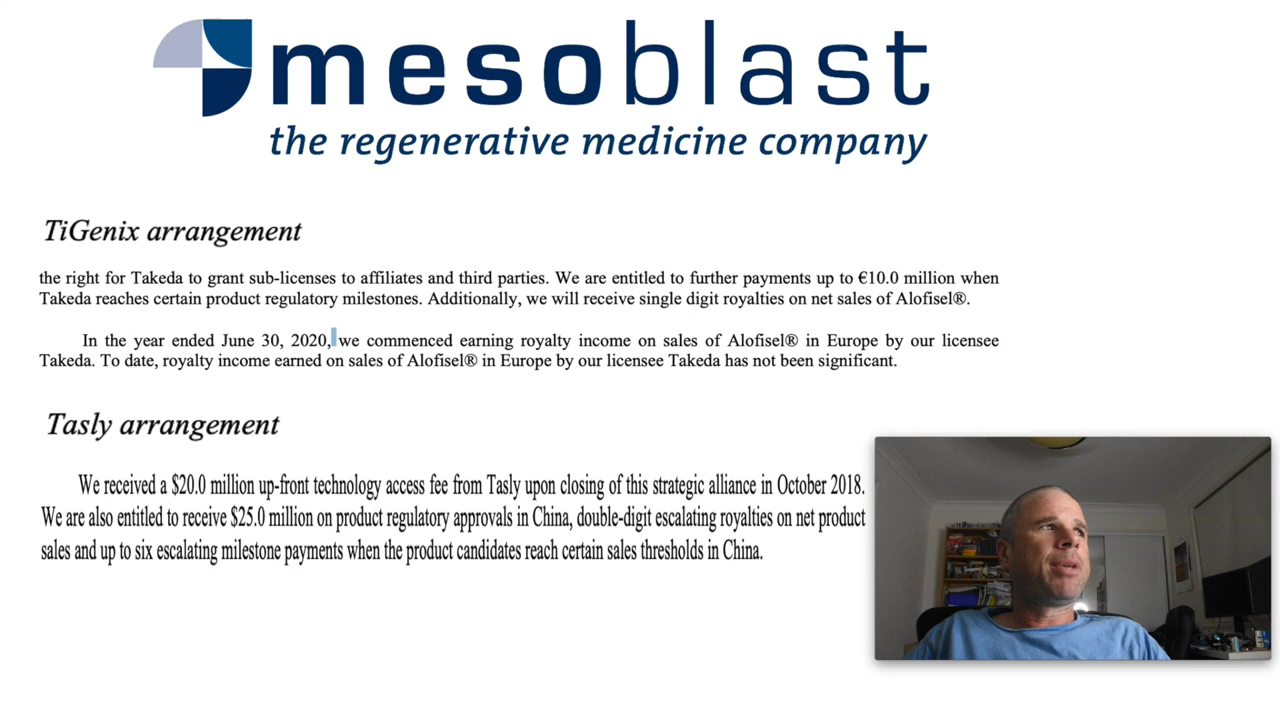 mesoblast
the regenerative medicine company
TiGenix arrangement
the right for Takeda to grant sub-licenses to affiliates and third parties. We are entitled to further payments up to €10.0 million when
Takeda reaches certain product regulatory milestones. Additionally, we will receive single digit royalties on net sales of Alofisel®.
In the year ended June 30, 2020, we commenced earning royalty income on sales of Alofisel® in Europe by our licensee
Takeda. To date, royalty income earned on sales of Alofisel® in Europe by our licensee Takeda has not been significant.
Tasly arrangement
We received a $20.0 million up-front technology access fee from Tasly upon closing of this strategic alliance in October 2018.
We are also entitled to receive $25.0 million on product regulatory approvals in China, double-digit escalating royalties on net product
sales and up to six escalating milestone payments when the product candidates reach certain sales thresholds in China.